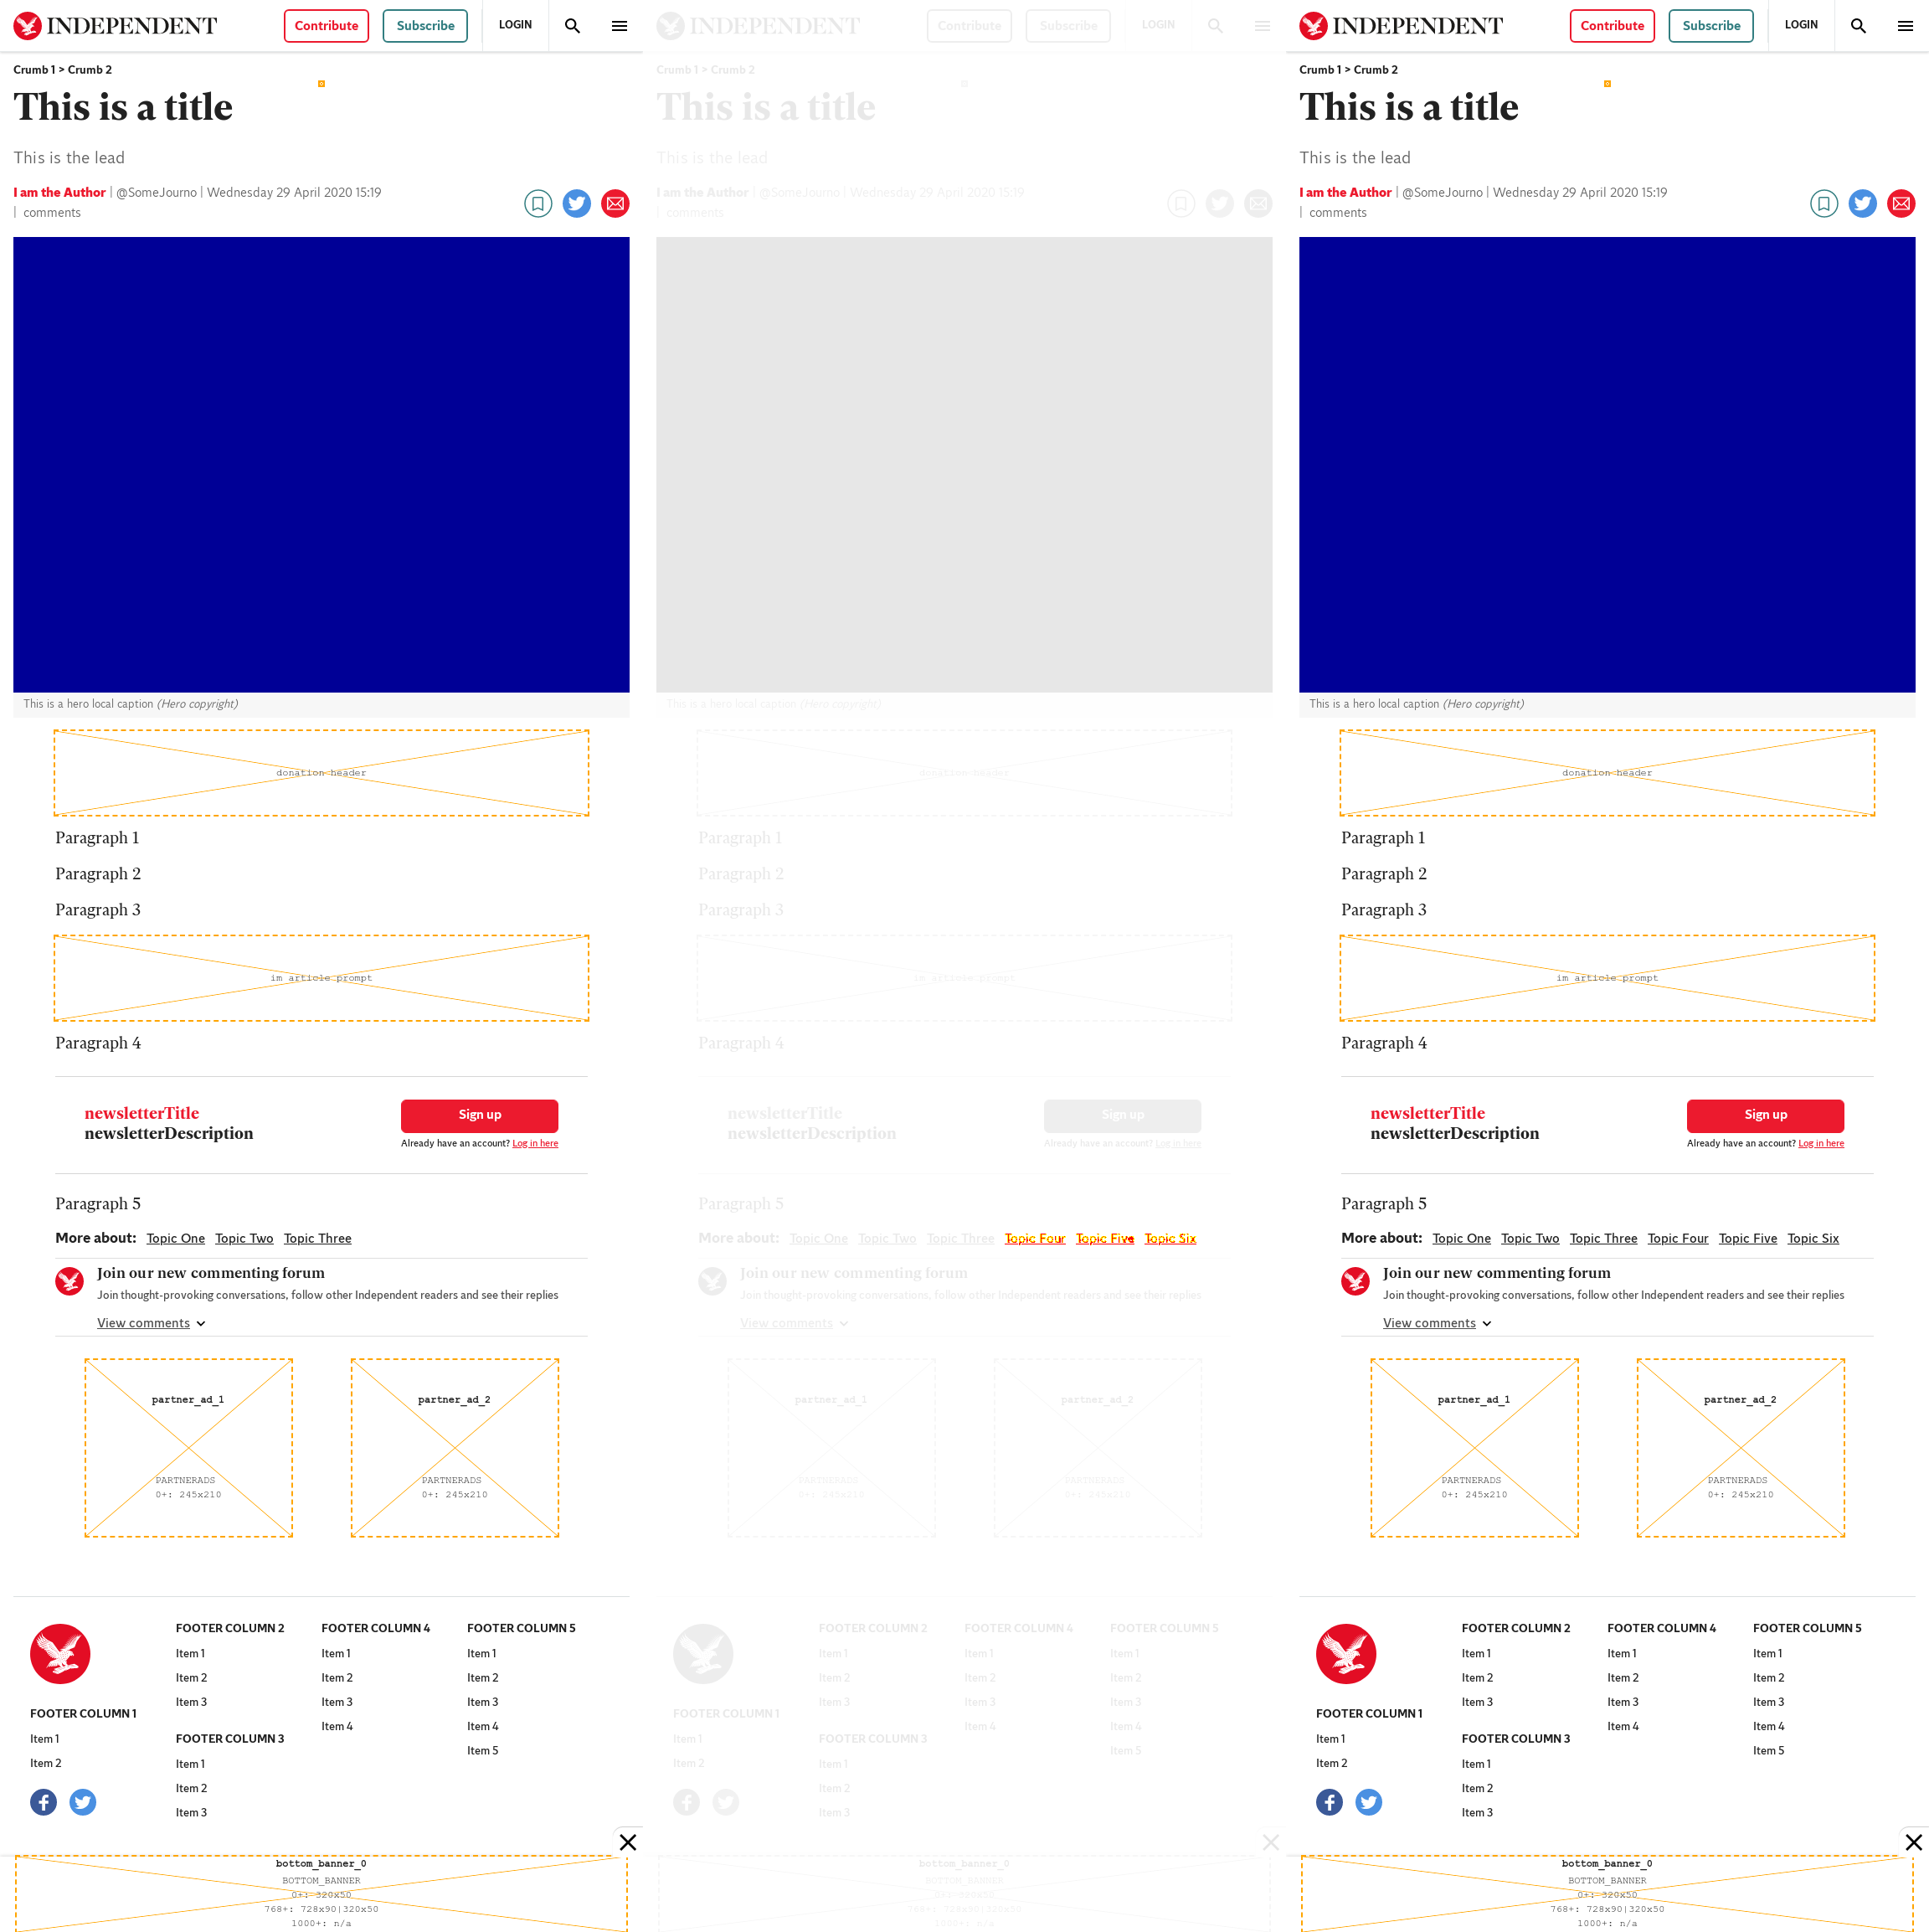 INDEPENDENT Contribute Subscribe LOGIN
Crumb 1 > Crumb 2
This is a title
This is the lead
I am the Author | @SomeJourno | Wednesday 29 April 2020 15:19
| comments
This is a hero local caption (Hero copyright)
donation header
Paragraph 1
Paragraph 2
Paragraph 3
im article prompt
Paragraph 4
newsletterTitle
newsletterDescription
Sign up
Already have an account? Log in here
Paragraph 5
More about: Topic One Topic Two Topic Three
Join our new commenting forum
Join thought-provoking conversations, follow other Independent readers and see their replies
View comments
partner_ad_1
PARTNERADS
0+: 245x210
partner_ad_2
PARTNERADS
0+: 245x210
FOOTER COLUMN 1
Item 1
Item 2
FOOTER COLUMN 2
Item 1
Item 2
Item 3
FOOTER COLUMN 3
Item 1
Item 2
Item 3
FOOTER COLUMN 4
Item 1
Item 2
Item 3
Item 4
FOOTER COLUMN 5
Item 1
Item 2
Item 3
Item 4
Item 5
bottom_banner_0
BOTTOM_BANNER
0+: 320x50
768+: 728x90|320x50
1000+: n/a
INDEPENDENT Contribute Subscribe LOGIN
Crumb 1 > Crumb 2
This is a title
This is the lead
I am the Author | @SomeJourno | Wednesday 29 April 2020 15:19
| comments
This is a hero local caption (Hero copyright)
donation header
Paragraph 1
Paragraph 2
Paragraph 3
im article prompt
Paragraph 4
newsletterTitle
newsletterDescription
Sign up
Already have an account? Log in here
Paragraph 5
More about: Topic One Topic Two Topic Three Topic Four Topic Five Topic Six
Join our new commenting forum
Join thought-provoking conversations, follow other Independent readers and see their replies
View comments
partner_ad_1
PARTNERADS
0+: 245x210
partner_ad_2
PARTNERADS
0+: 245x210
FOOTER COLUMN 1
Item 1
Item 2
FOOTER COLUMN 2
Item 1
Item 2
Item 3
FOOTER COLUMN 3
Item 1
Item 2
Item 3
FOOTER COLUMN 4
Item 1
Item 2
Item 3
Item 4
FOOTER COLUMN 5
Item 1
Item 2
Item 3
Item 4
Item 5
bottom_banner_0
BOTTOM_BANNER
0+: 320x50
768+: 728x90|320x50
1000+: n/a
INDEPENDENT Contribute Subscribe LOGIN
Crumb 1 > Crumb 2
This is a title
This is the lead
I am the Author | @SomeJourno | Wednesday 29 April 2020 15:19
| comments
This is a hero local caption (Hero copyright)
donation header
Paragraph 1
Paragraph 2
Paragraph 3
im article prompt
Paragraph 4
newsletterTitle
newsletterDescription
Sign up
Already have an account? Log in here
Paragraph 5
More about: Topic One Topic Two Topic Three Topic Four Topic Five Topic Six
Join our new commenting forum
Join thought-provoking conversations, follow other Independent readers and see their replies
View comments
partner_ad_1
PARTNERADS
0+: 245x210
partner_ad_2
PARTNERADS
0+: 245x210
FOOTER COLUMN 1
Item 1
Item 2
FOOTER COLUMN 2
Item 1
Item 2
Item 3
FOOTER COLUMN 3
Item 1
Item 2
Item 3
FOOTER COLUMN 4
Item 1
Item 2
Item 3
Item 4
FOOTER COLUMN 5
Item 1
Item 2
Item 3
Item 4
Item 5
bottom_banner_0
BOTTOM_BANNER
0+: 320x50
768+: 728x90|320x50
1000+: n/a